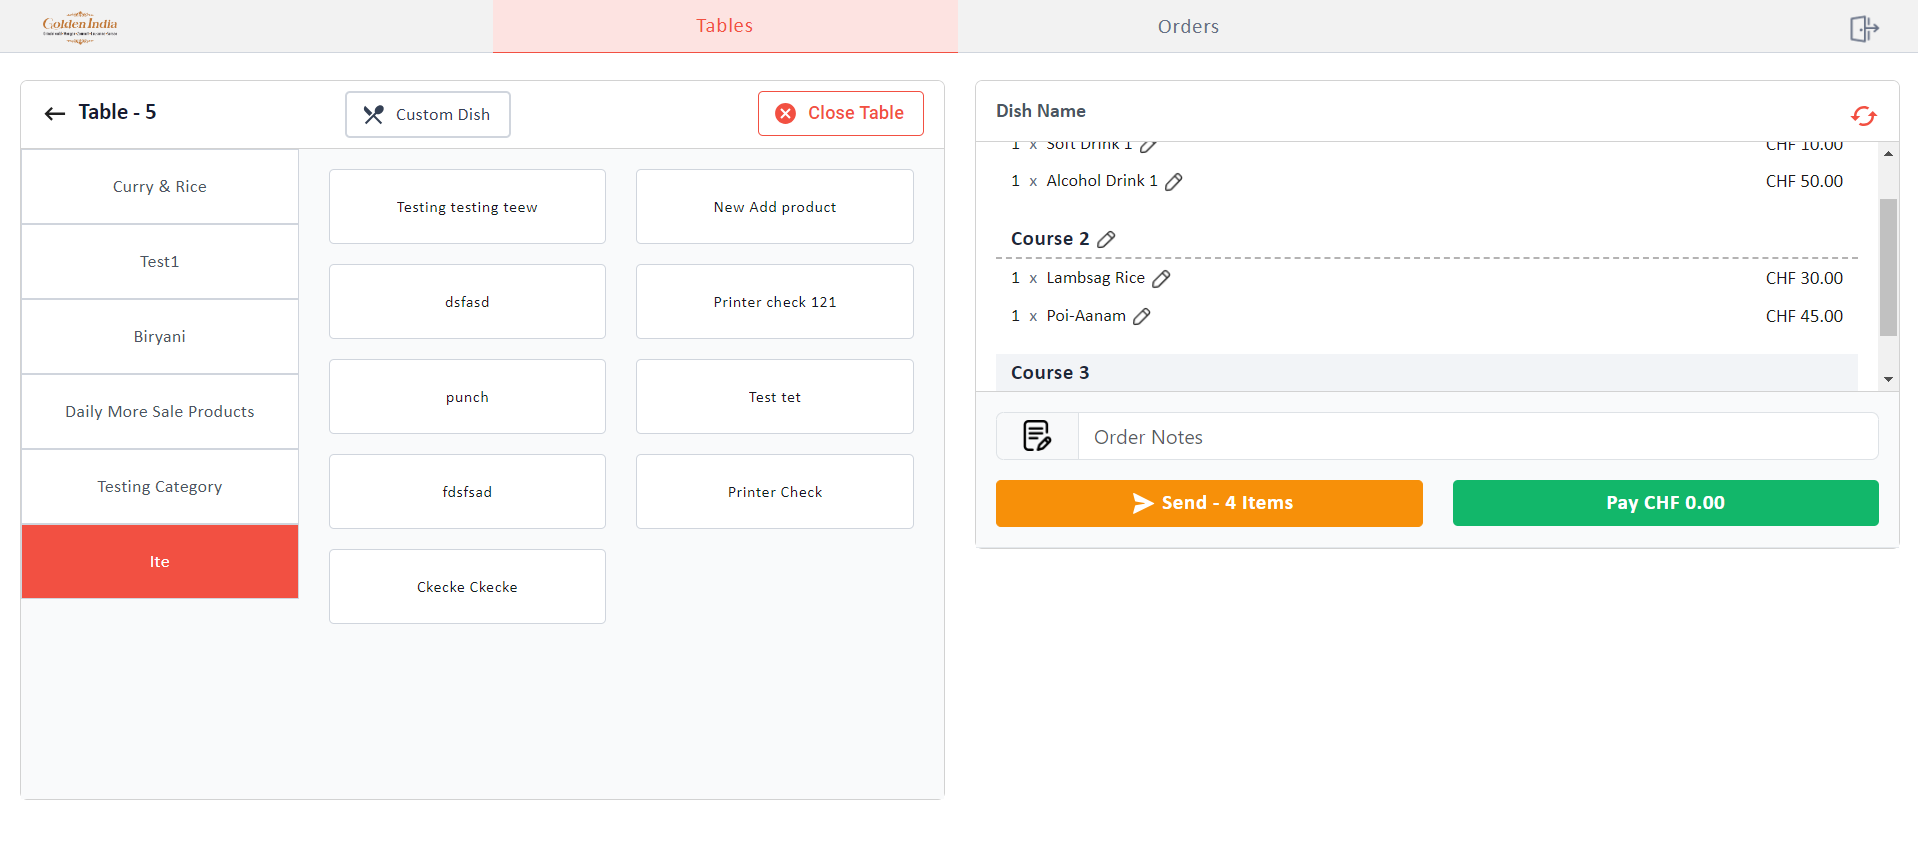 Golden India
Tables
Orders
Table - 5
Custom Dish
Close Table
Curry & Rice
Test1
Biryani
Daily More Sale Products
Testing Category
Ite
Testing testing teew
New Add product
dsfasd
Printer check 121
punch
Test tet
fdsfsad
Printer Check
Ckecke Ckecke
Dish Name
1 x Soft Drink 1 CHF 10.00
1 x Alcohol Drink 1 CHF 50.00
Course 2
1 x Lambsag Rice CHF 30.00
1 x Poi-Aanam CHF 45.00
Course 3
Order Notes
Send - 4 Items
Pay CHF 0.00